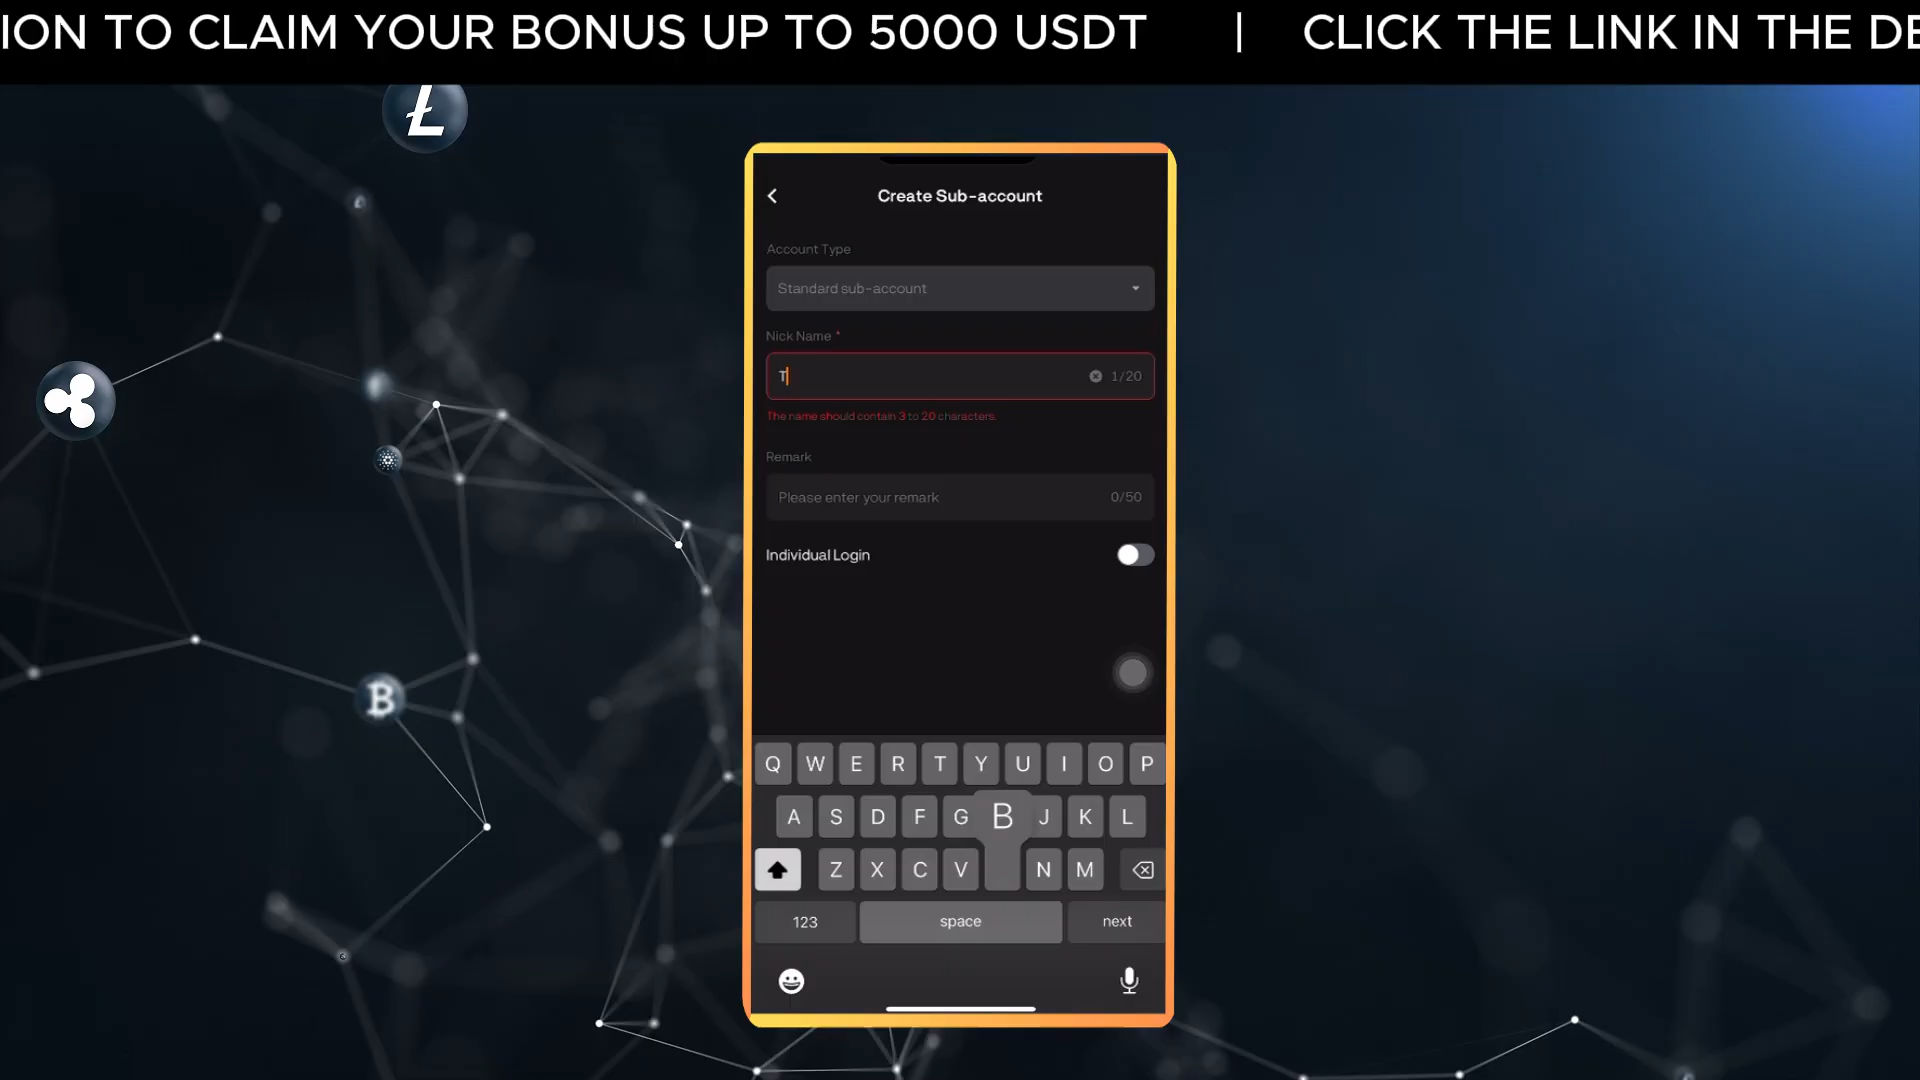 ION TO CLAIM YOUR BONUS UP TO 5000 USDT | CLICK THE LINK IN THE DE
Create Sub-account
Account Type
Standard sub-account
Nick Name *
T 1/20
The name should contain 3 to 20 characters.
Remark
Please enter your remark 0/50
Individual Login
Q W E R T Y U I O P
A S D F G B J K L
Z X C V N M
123 space next